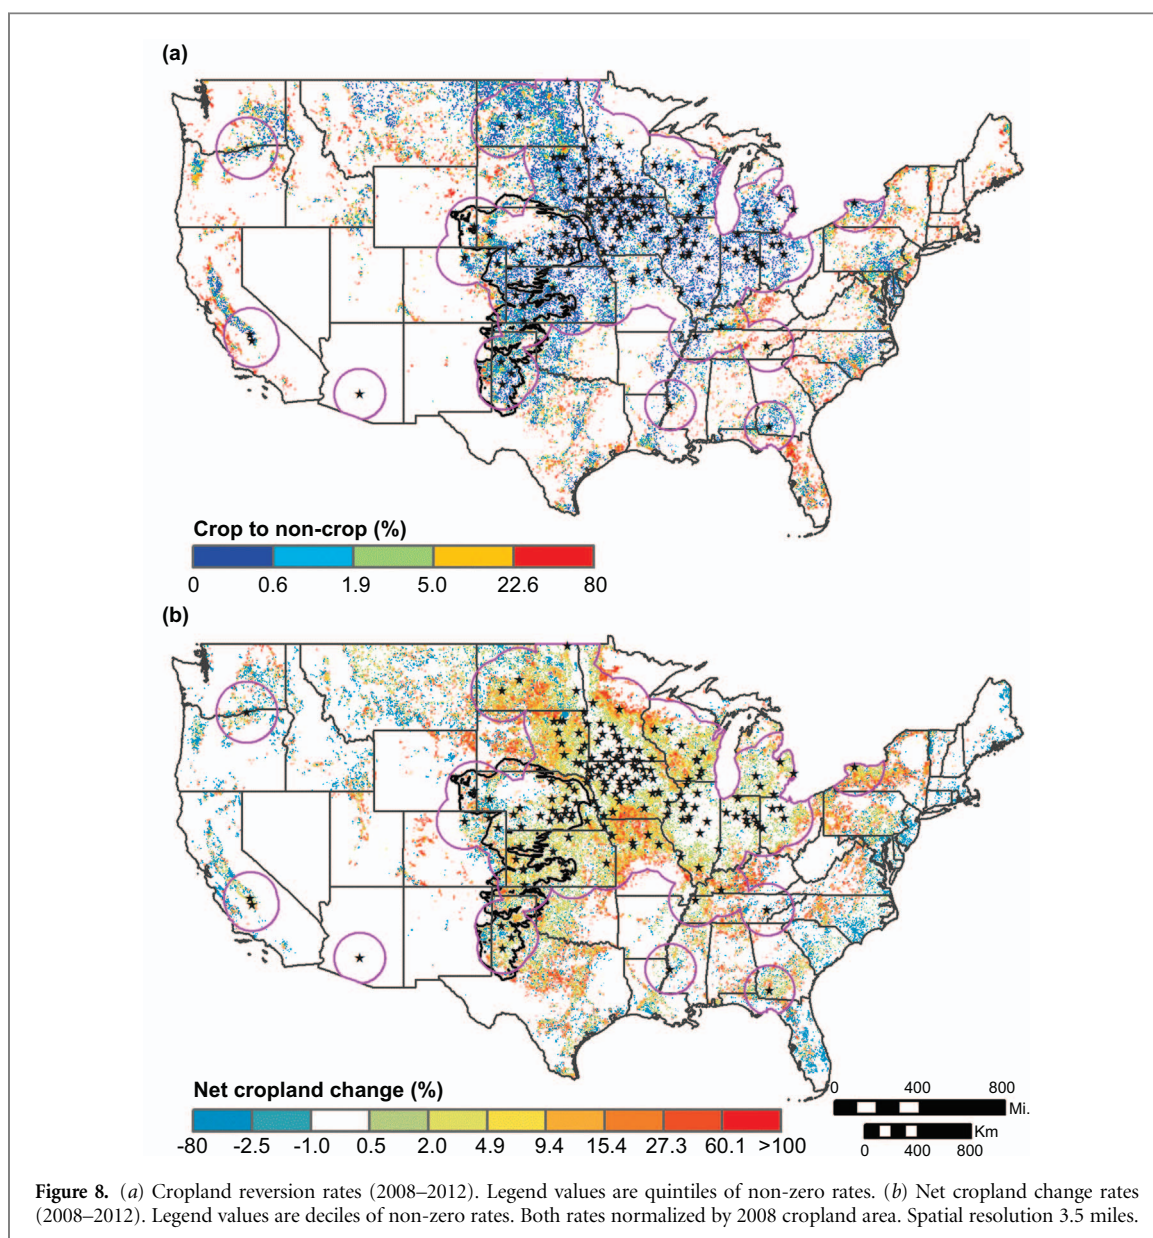 (a)
Crop to non-crop (%)
0 0.6 1.9 5.0 22.6 80
(b)
Net cropland change (%)
-80 -2.5 -1.0 0.5 2.0 4.9 9.4 15.4 27.3 60.1 >100
0 400 800
Mi.
Km
0 400 800
Figure 8. (a) Cropland reversion rates (2008–2012). Legend values are quintiles of non-zero rates. (b) Net cropland change rates
(2008–2012). Legend values are deciles of non-zero rates. Both rates normalized by 2008 cropland area. Spatial resolution 3.5 miles.